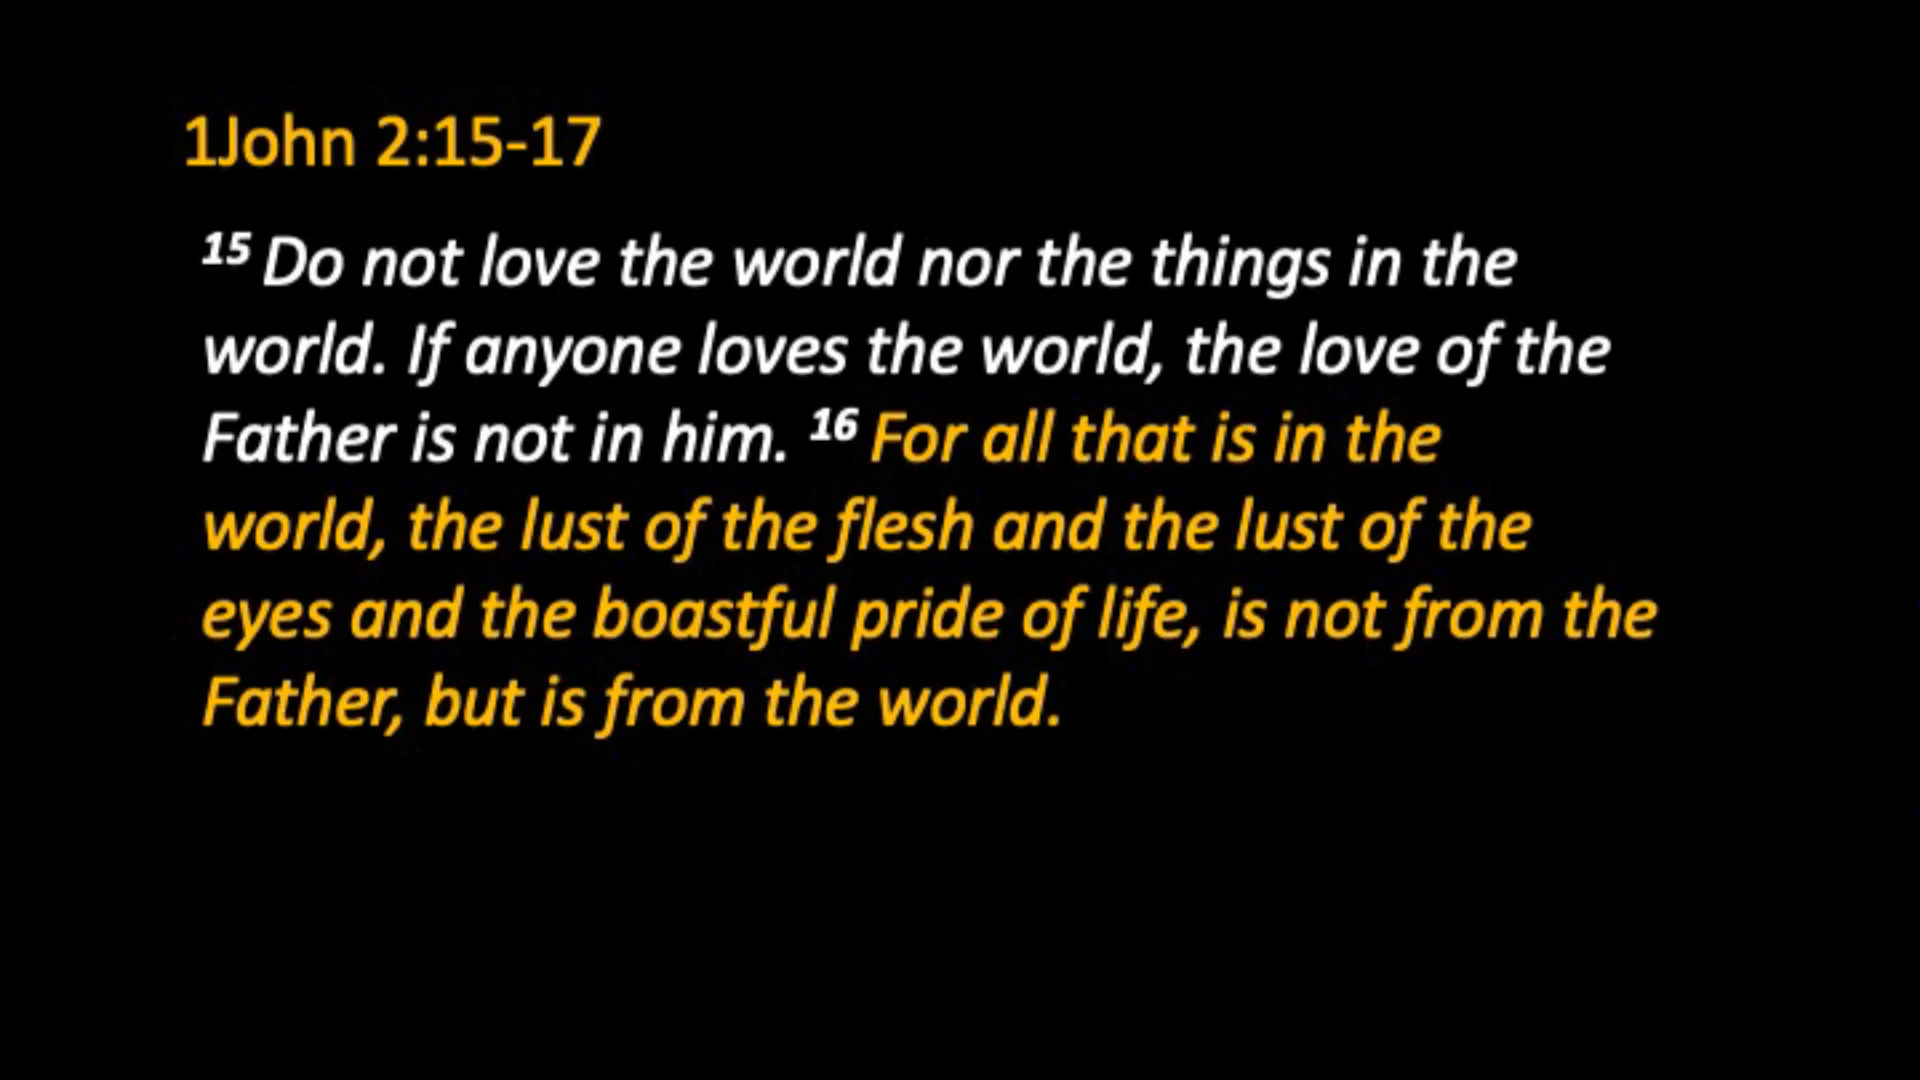 1John 2:15-17
15 Do not love the world nor the things in the
world. If anyone loves the world, the love of the
Father is not in him. 16 For all that is in the
world, the lust of the flesh and the lust of the
eyes and the boastful pride of life, is not from the
Father, but is from the world.